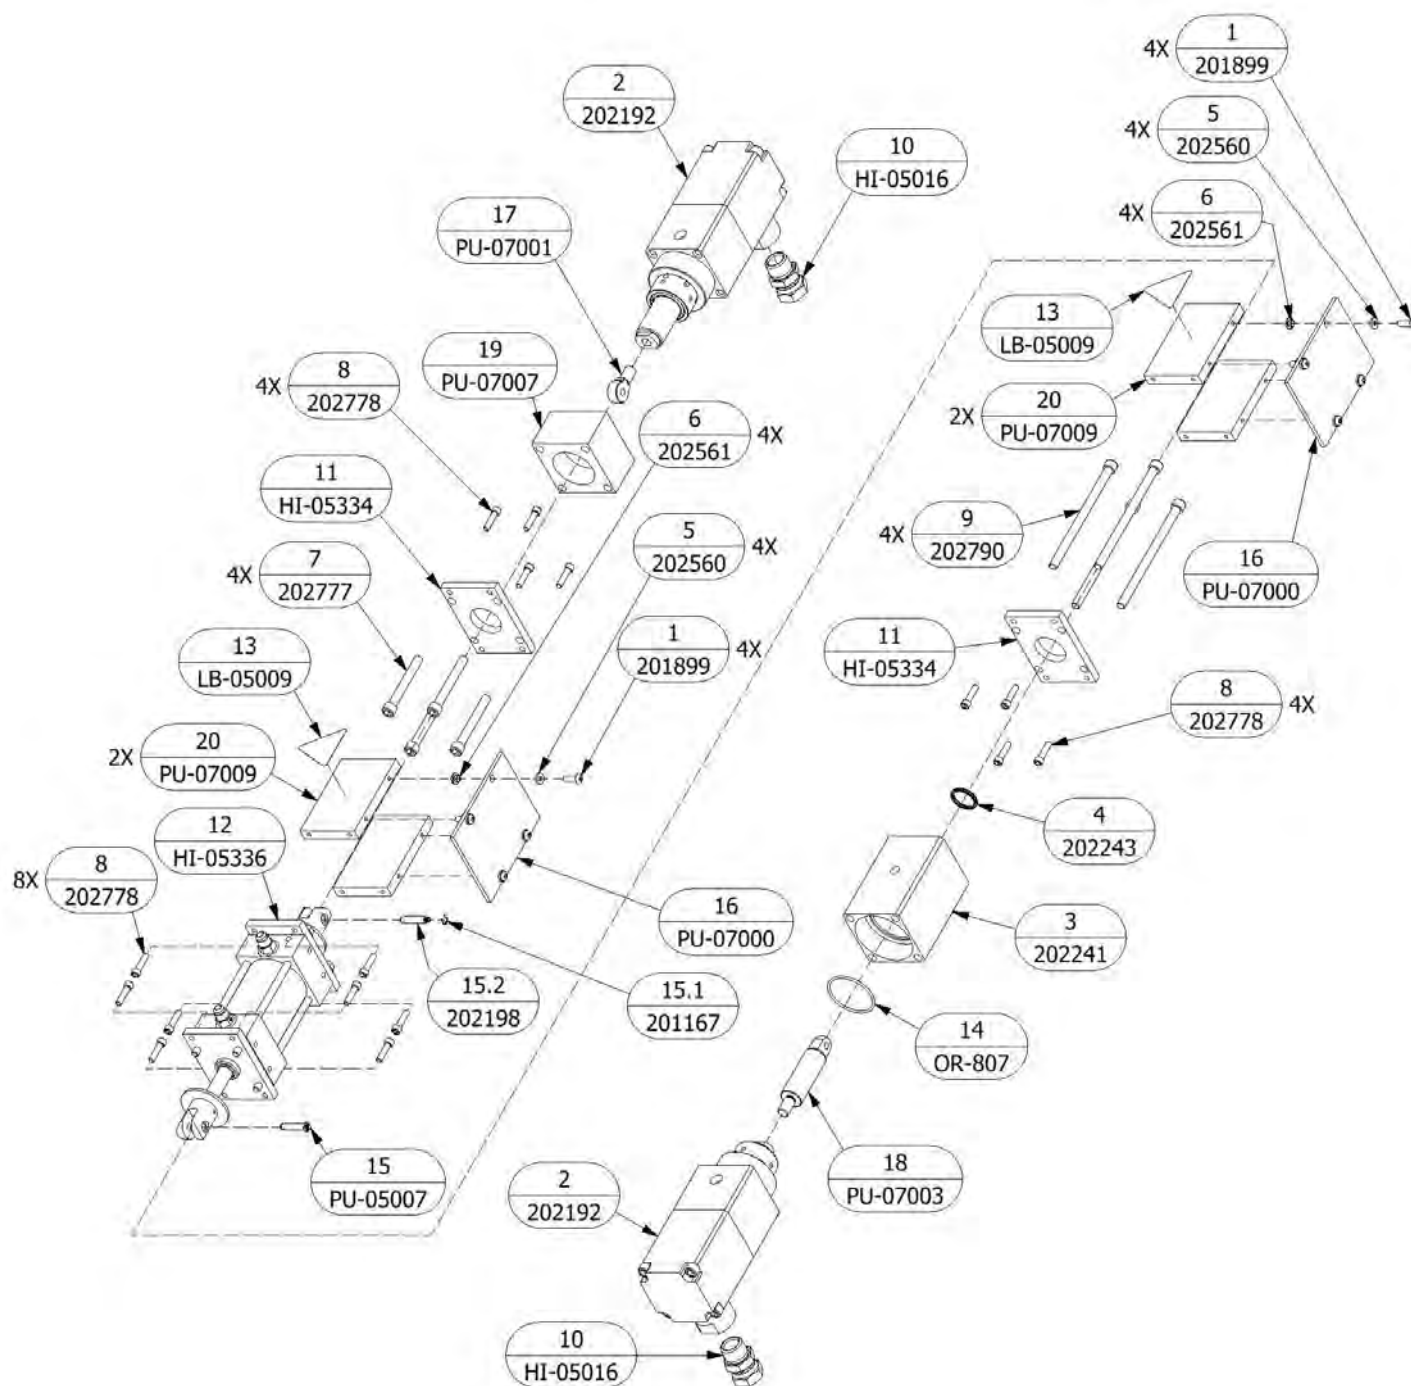 1
4X
201899
5
4X
202560
6
4X
202561
2
202192
10
HI-05016
17
PU-07001
13
LB-05009
19
PU-07007
8
4X
202778
6
202561
4X
20
2X
PU-07009
11
HI-05334
9
4X
202790
5
202560
4X
16
PU-07000
7
4X
202777
1
201899
4X
11
HI-05334
13
LB-05009
8
202778
4X
20
2X
PU-07009
4
202243
12
HI-05336
8
8X
202778
16
PU-07000
3
202241
15.2
202198
15.1
201167
14
OR-807
15
PU-05007
18
PU-07003
2
202192
10
HI-05016